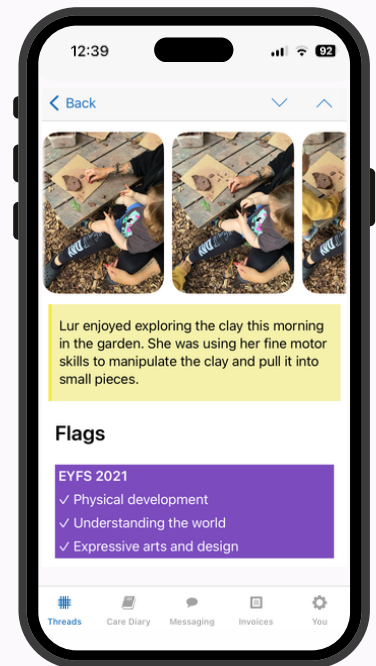 12:39
92
Back
Lur enjoyed exploring the clay this morning
in the garden. She was using her fine motor
skills to manipulate the clay and pull it into
small pieces.
Flags
EYFS 2021
✓ Physical development
✓ Understanding the world
✓ Expressive arts and design
Threads Care Diary Messaging Invoices You